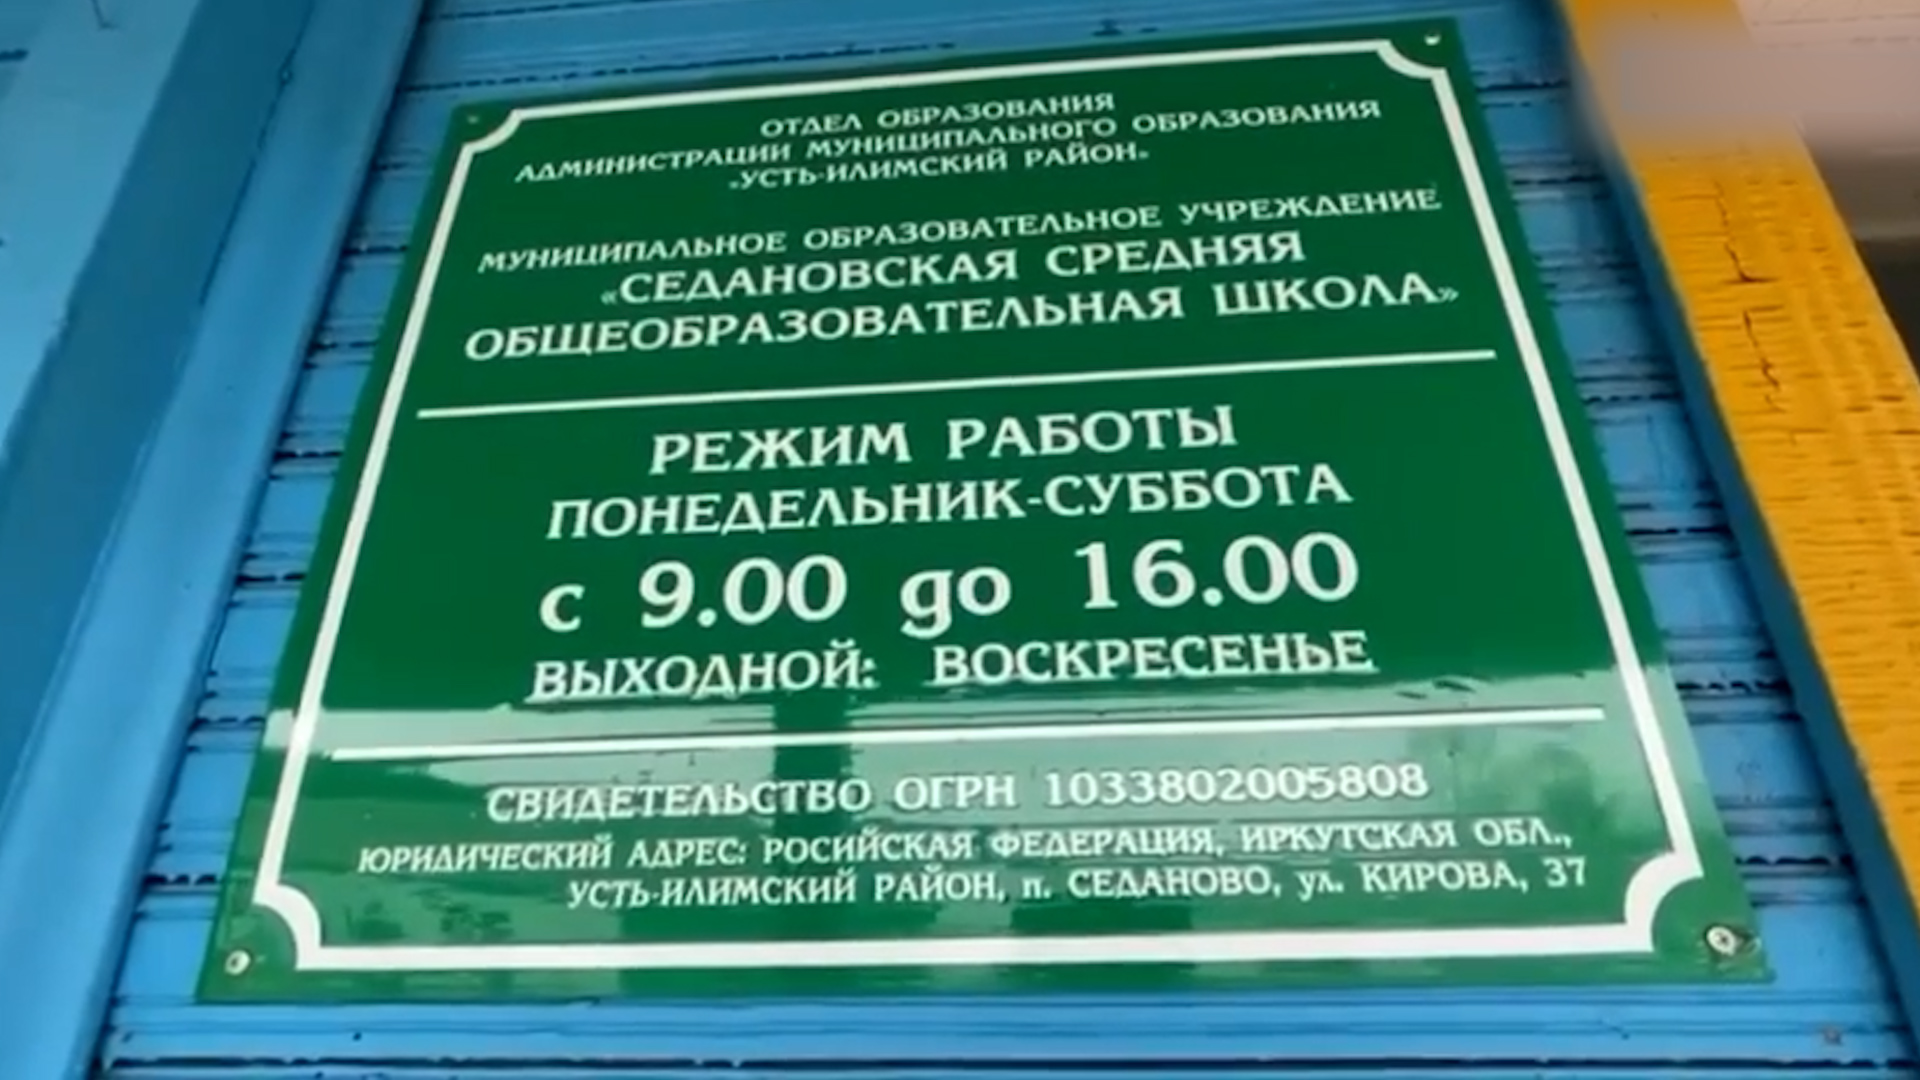 ОТДЕЛ ОБРАЗОВАНИЯ
АДМИНИСТРАЦИИ МУНИЦИПАЛЬНОГО ОБРАЗОВАНИЯ
«УСТЬ-ИЛИМСКИЙ РАЙОН»
МУНИЦИПАЛЬНОЕ ОБРАЗОВАТЕЛЬНОЕ УЧРЕЖДЕНИЕ
«СЕДАНОВСКАЯ СРЕДНЯЯ
ОБЩЕОБРАЗОВАТЕЛЬНАЯ ШКОЛА»
РЕЖИМ РАБОТЫ
ПОНЕДЕЛЬНИК-СУББОТА
с 9.00 до 16.00
ВЫХОДНОЙ: ВОСКРЕСЕНЬЕ
СВИДЕТЕЛЬСТВО ОГРН 1033802005808
ЮРИДИЧЕСКИЙ АДРЕС: РОСИЙСКАЯ ФЕДЕРАЦИЯ, ИРКУТСКАЯ ОБЛ.,
УСТЬ-ИЛИМСКИЙ РАЙОН, п. СЕДАНОВО, ул. КИРОВА, 37